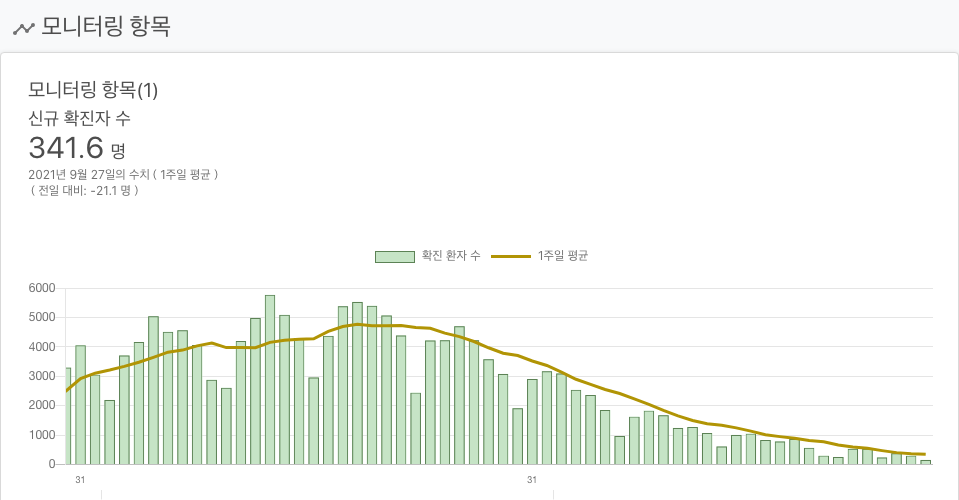 모니터링 항목
모니터링 항목(1)
신규 확진자 수
341.6 명
2021년 9월 27일의 수치 ( 1주일 평균 )
( 전일 대비: -21.1 명 )
확진 환자 수 1주일 평균
6000
5000
4000
3000
2000
1000
0
31 31